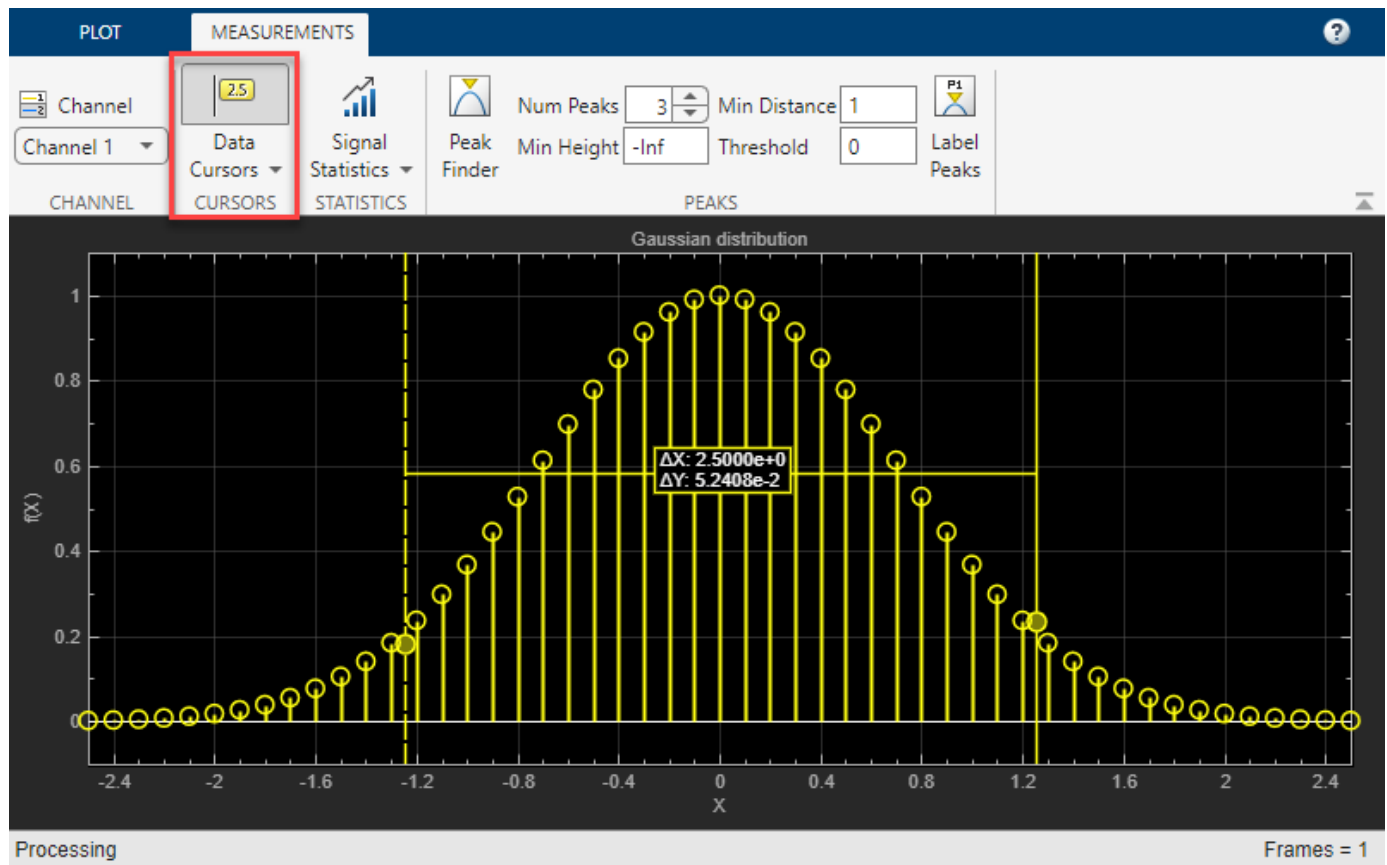 PLOT MEASUREMENTS ?
Channel
Channel 1
CHANNEL
2.5
Data
Cursors
CURSORS
Signal
Statistics
STATISTICS
Peak
Finder
Num Peaks 3 Min Distance 1
Min Height -Inf Threshold 0
P1
Label
Peaks
PEAKS
Gaussian distribution
1
0.8
0.6
0.4
0.2
0
f(X)
ΔX: 2.5000e+0
ΔY: 5.2408e-2
-2.4 -2 -1.6 -1.2 -0.8 -0.4 0 0.4 0.8 1.2 1.6 2 2.4
X
Processing Frames = 1